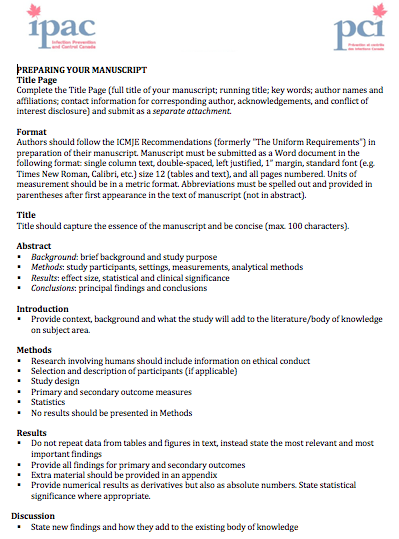 ipac
Infection Prevention
and Control Canada
pci
Prévention et contrôle
des infections Canada
PREPARING YOUR MANUSCRIPT
Title Page
Complete the Title Page (full title of your manuscript; running title; key words; author names and
affiliations; contact information for corresponding author, acknowledgements, and conflict of
interest disclosure) and submit as a separate attachment.
Format
Authors should follow the ICMJE Recommendations (formerly "The Uniform Requirements") in
preparation of their manuscript. Manuscript must be submitted as a Word document in the
following format: single column text, double-spaced, left justified, 1" margin, standard font (e.g.
Times New Roman, Calibri, etc.) size 12 (tables and text), and all pages numbered. Units of
measurement should be in a metric format. Abbreviations must be spelled out and provided in
parentheses after first appearance in the text of manuscript (not in abstract).
Title
Title should capture the essence of the manuscript and be concise (max. 100 characters).
Abstract
▪ Background: brief background and study purpose
▪ Methods: study participants, settings, measurements, analytical methods
▪ Results: effect size, statistical and clinical significance
▪ Conclusions: principal findings and conclusions
Introduction
▪ Provide context, background and what the study will add to the literature/body of knowledge
on subject area.
Methods
▪ Research involving humans should include information on ethical conduct
▪ Selection and description of participants (if applicable)
▪ Study design
▪ Primary and secondary outcome measures
▪ Statistics
▪ No results should be presented in Methods
Results
▪ Do not repeat data from tables and figures in text, instead state the most relevant and most
important findings
▪ Provide all findings for primary and secondary outcomes
▪ Extra material should be provided in an appendix
▪ Provide numerical results as derivatives but also as absolute numbers. State statistical
significance where appropriate.
Discussion
▪ State new findings and how they add to the existing body of knowledge